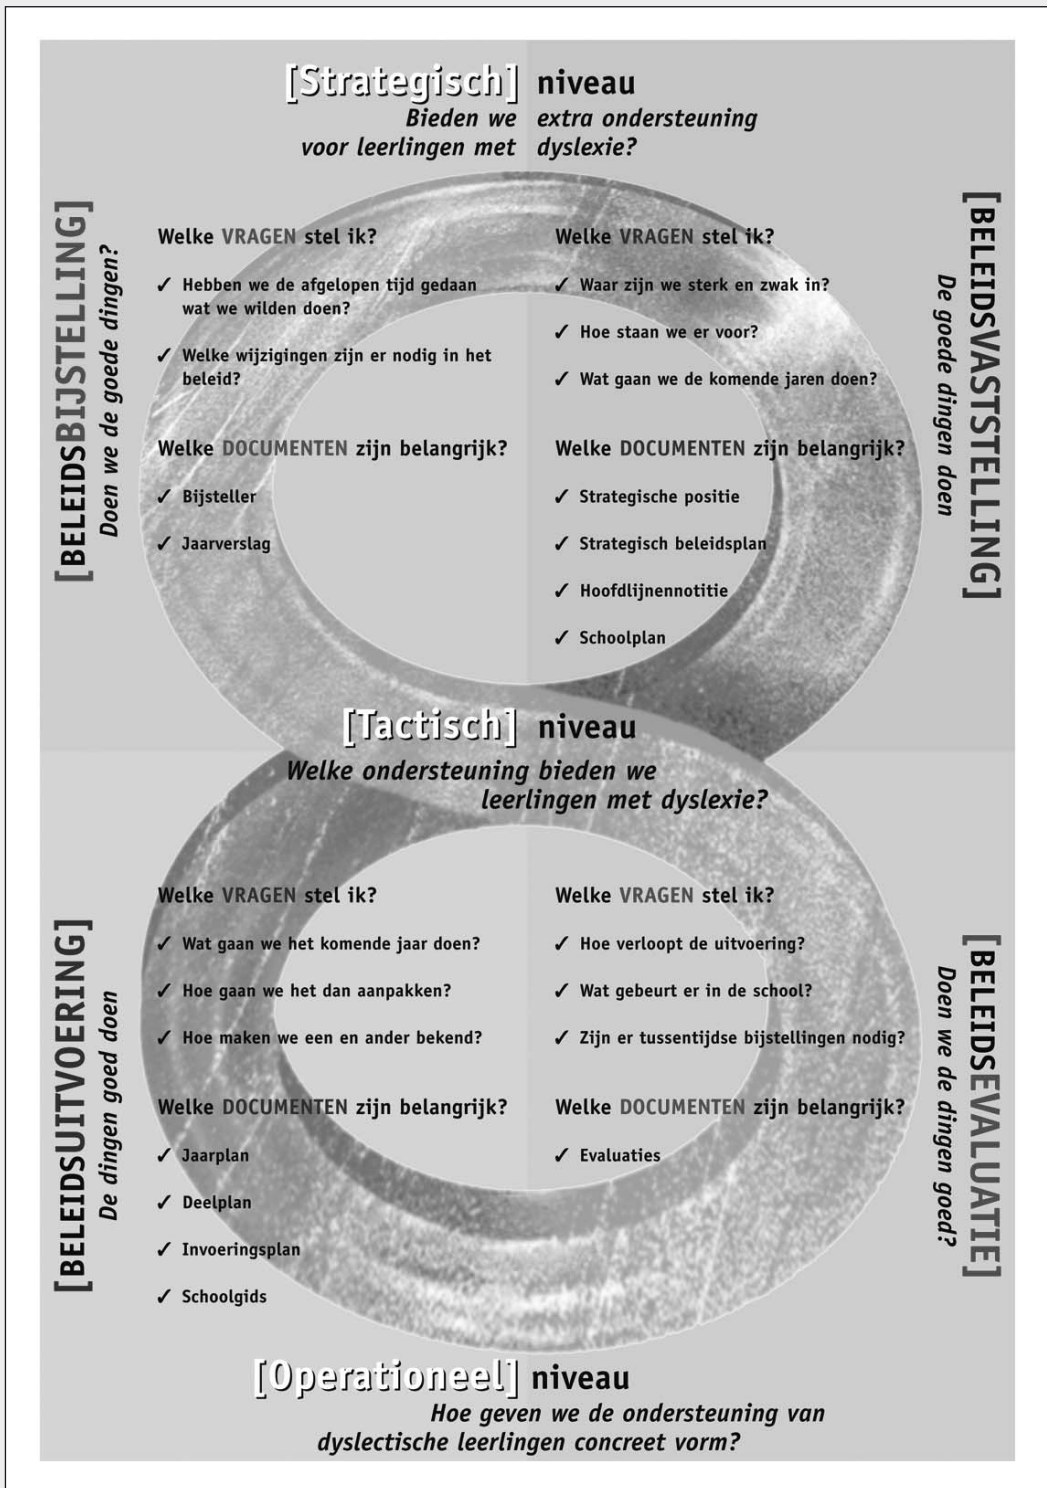 [Strategisch] niveau
Bieden we extra ondersteuning
voor leerlingen met dyslexie?
[BELEIDSBIJSTELLING]
Doen we de goede dingen?
Welke VRAGEN stel ik?
✓ Hebben we de afgelopen tijd gedaan
wat we wilden doen?
✓ Welke wijzigingen zijn er nodig in het
beleid?
Welke DOCUMENTEN zijn belangrijk?
✓ Bijsteller
✓ Jaarverslag
Welke VRAGEN stel ik?
✓ Waar zijn we sterk en zwak in?
✓ Hoe staan we er voor?
✓ Wat gaan we de komende jaren doen?
Welke DOCUMENTEN zijn belangrijk?
✓ Strategische positie
✓ Strategisch beleidsplan
✓ Hoofdlijnennotitie
✓ Schoolplan
[BELEIDSVASTSTELLING]
De goede dingen doen
[Tactisch] niveau
Welke ondersteuning bieden we
leerlingen met dyslexie?
[BELEIDSUITVOERING]
De dingen goed doen
Welke VRAGEN stel ik?
✓ Wat gaan we het komende jaar doen?
✓ Hoe gaan we het dan aanpakken?
✓ Hoe maken we een en ander bekend?
Welke DOCUMENTEN zijn belangrijk?
✓ Jaarplan
✓ Deelplan
✓ Invoeringsplan
✓ Schoolgids
Welke VRAGEN stel ik?
✓ Hoe verloopt de uitvoering?
✓ Wat gebeurt er in de school?
✓ Zijn er tussentijdse bijstellingen nodig?
Welke DOCUMENTEN zijn belangrijk?
✓ Evaluaties
[BELEIDSEVALUATIE]
Doen we de dingen goed?
[Operationeel] niveau
Hoe geven we de ondersteuning van
dyslectische leerlingen concreet vorm?